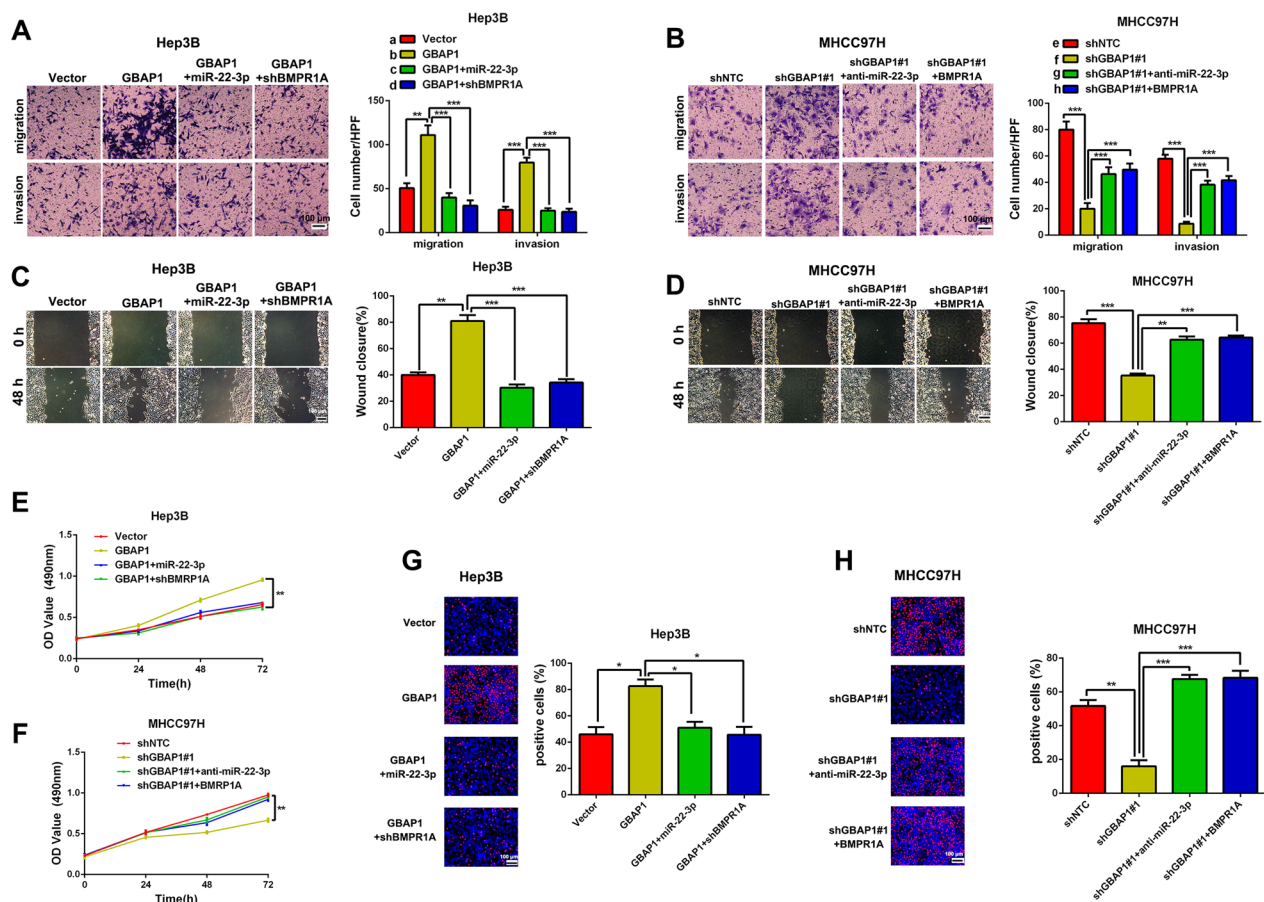 A
Hep3B
Vector
GBAP1
GBAP1
+miR-22-3p
GBAP1
+shBMPR1A
migration
invasion
100 μm
Hep3B
a Vector
b GBAP1
c GBAP1+miR-22-3p
d GBAP1+shBMPR1A
Cell number/HPF
150
100
50
0
** *** ***
*** *** ***
migration
invasion
B
MHCC97H
shNTC
shGBAP1#1
shGBAP1#1
+anti-miR-22-3p
shGBAP1#1
+BMPR1A
migration
invasion
100 μm
MHCC97H
e shNTC
f shGBAP1#1
g shGBAP1#1+anti-miR-22-3p
h shGBAP1#1+BMPR1A
Cell number/HPF
100
80
60
40
20
0
*** *** ***
*** *** ***
migration
invasion
C
Hep3B
Vector
GBAP1
GBAP1
+miR-22-3p
GBAP1
+shBMPR1A
0 h
48 h
100 μm
Hep3B
Wound closure(%)
100
80
60
40
20
0
** *** ***
Vector
GBAP1
GBAP1+miR-22-3p
GBAP1+shBMPR1A
D
MHCC97H
shNTC
shGBAP1#1
shGBAP1#1
+anti-miR-22-3p
shGBAP1#1
+BMPR1A
0 h
48 h
MHCC97H
Wound closure(%)
100
80
60
40
20
0
*** ** ***
shNTC
shGBAP1#1
shGBAP1#1+anti-miR-22-3p
shGBAP1#1+BMPR1A
E
Hep3B
Vector
GBAP1
GBAP1+miR-22-3p
GBAP1+shBMRP1A
OD Value (490nm)
1.5
1.0
0.5
0.0
**
0 24 48 72
Time(h)
F
MHCC97H
shNTC
shGBAP1#1
shGBAP1#1+anti-miR-22-3p
shGBAP1#1+BMRP1A
OD Value (490nm)
1.5
1.0
0.5
0.0
**
0 24 48 72
Time(h)
G
Hep3B
Vector
GBAP1
GBAP1
+miR-22-3p
GBAP1
+shBMPR1A
100 μm
Hep3B
positive cells (%)
100
80
60
40
20
0
* * *
Vector
GBAP1
GBAP1+miR-22-3p
GBAP1+shBMPR1A
H
MHCC97H
shNTC
shGBAP1#1
shGBAP1#1
+anti-miR-22-3p
shGBAP1#1
+BMPR1A
100 μm
MHCC97H
positive cells (%)
80
60
40
20
0
** *** ***
shNTC
shGBAP1#1
shGBAP1#1+anti-miR-22-3p
shGBAP1#1+BMPR1A